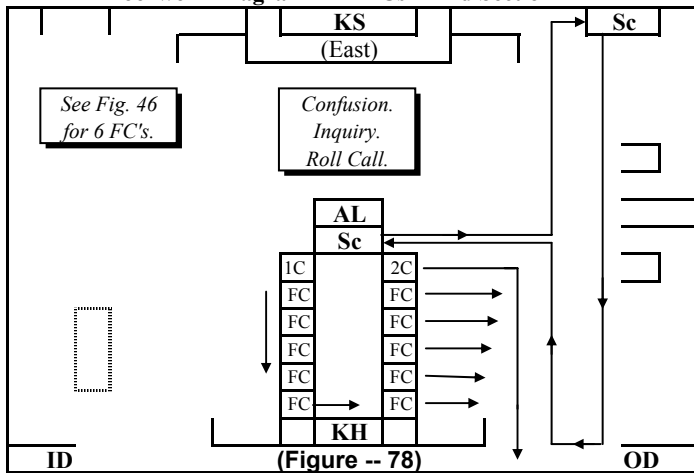 KS
Sc
(East)
See Fig. 46
for 6 FC's.
Confusion.
Inquiry.
Roll Call.
AL
Sc
1C 2C
FC FC
FC FC
FC FC
FC FC
FC FC
KH
ID (Figure -- 78) OD